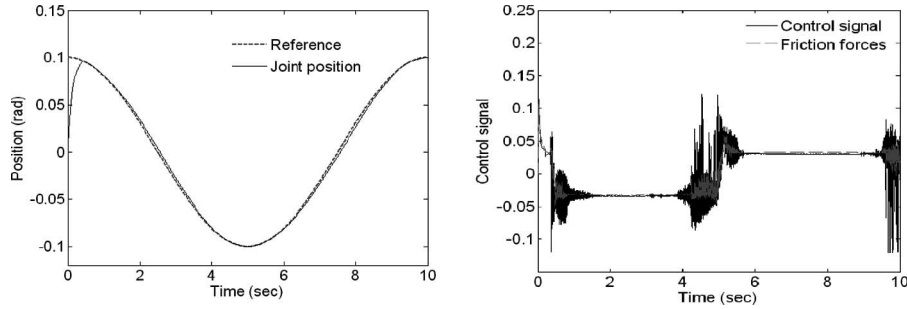 0.1
0.05
0
-0.05
-0.1
Position (rad)
Reference
Joint position
0 2 4 6 8 10
Time (sec)
0.25
0.2
0.15
0.1
0.05
0
-0.05
-0.1
Control signal
Control signal
Friction forces
0 2 4 6 8 10
Time (sec)